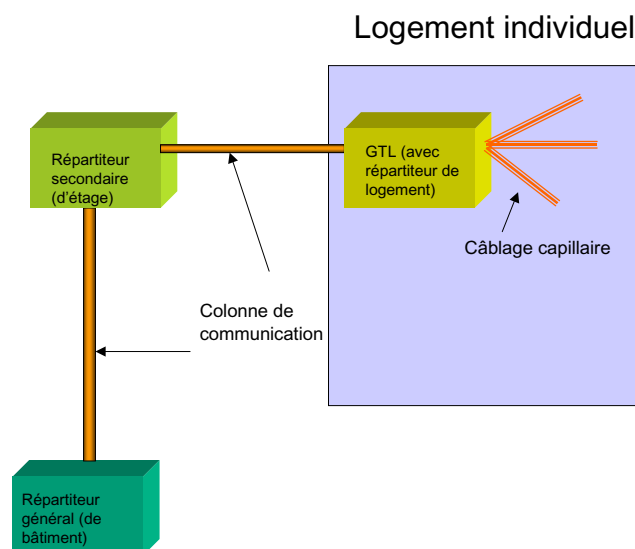 Logement individuel
Répartiteur
secondaire
(d'étage)
GTL (avec
répartiteur de
logement)
Câblage capillaire
Colonne de
communication
Répartiteur
général (de
bâtiment)